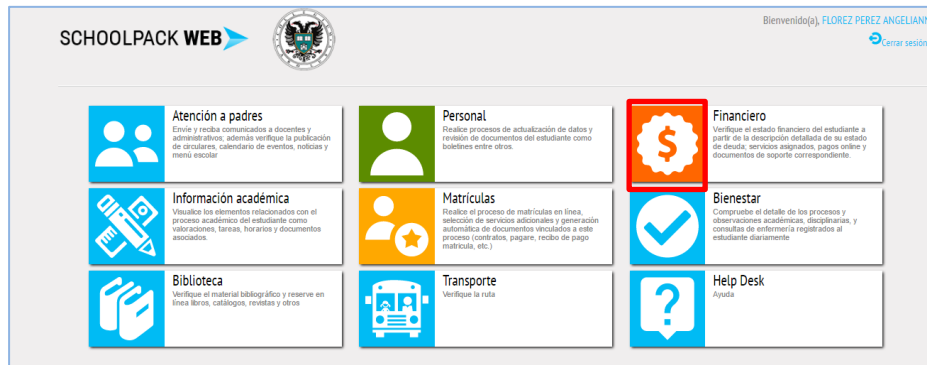 SCHOOLPACK WEB
Bienvenido(a), FLOREZ PEREZ ANGELIANN
Cerrar sesión
Atención a padres
Envíe y reciba comunicados a docentes y
administrativos; además verifique la publicación
de circulares, calendario de eventos, noticias y
menú escolar
Personal
Realice procesos de actualización de datos y
revisión de documentos del estudiante como
boletines entre otros.
Financiero
Verifique el estado financiero del estudiante a
partir de la descripción detallada de su estado
de deuda, servicios asignados, pagos online y
documentos de soporte correspondiente.
Información académica
Visualice los elementos relacionados con el
proceso académico del estudiante como
valoraciones, tareas, horarios y documentos
asociados.
Matrículas
Realice el proceso de matrículas en línea,
selección de servicios adicionales y generación
automática de documentos vinculados a este
proceso (contratos, pagare, recibo de pago
matricula, etc.)
Bienestar
Compruebe el detalle de los procesos y
observaciones académicas, disciplinarias, y
consultas de enfermería registrados al
estudiante diariamente
Biblioteca
Verifique el material bibliográfico y reserve en
línea libros, catálogos, revistas y otros
Transporte
Verifique la ruta
Help Desk
Ayuda